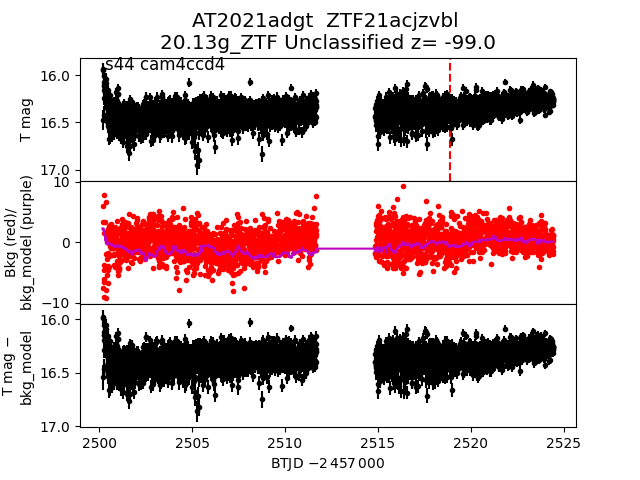 AT2021adgt  ZTF21acjzvbl
20.13g_ZTF Unclassified z= -99.0
s44 cam4ccd4
16.0
16.5
17.0
T mag
10
0
−10
Bkg (red)/
bkg_model (purple)
16.0
16.5
17.0
T mag −
bkg_model
2500 2505 2510 2515 2520 2525
BTJD −2 457 000